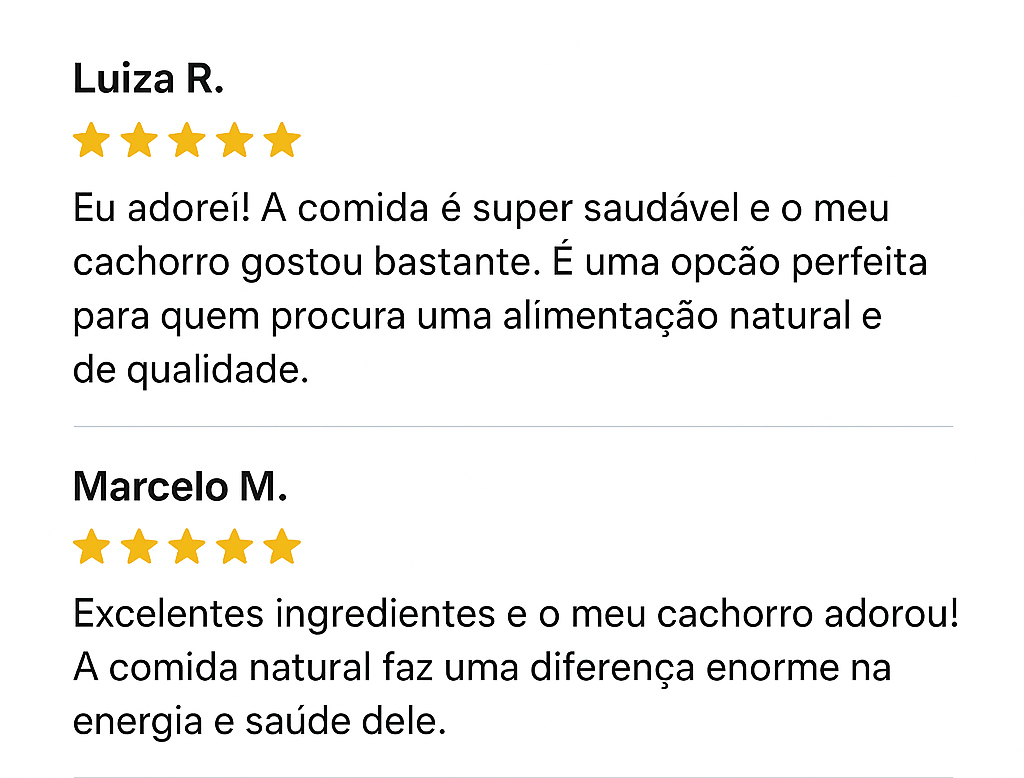 Luiza R.
Eu adoreí! A comida é super saudável e o meu
cachorro gostou bastante. É uma opcão perfeita
para quem procura uma alímentação natural e
de qualidade.
Marcelo M.
Excelentes ingredientes e o meu cachorro adorou!
A comida natural faz uma diferença enorme na
energia e saúde dele.